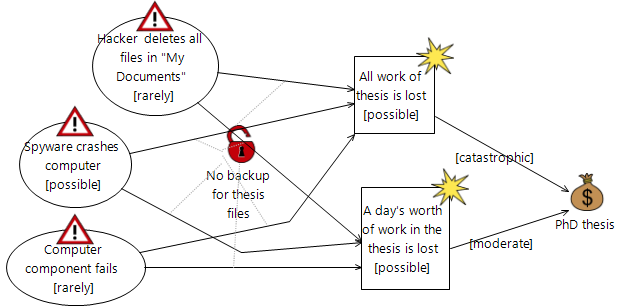 Hacker deletes all
files in "My
Documents"
[rarely]
All work of
thesis is lost
[possible]
Spyware crashes
computer
[possible]
No backup
for thesis
files
[catastrophic]
$
PhD thesis
A day's worth
of work in the
thesis is lost
[possible]
[moderate]
Computer
component fails
[rarely]